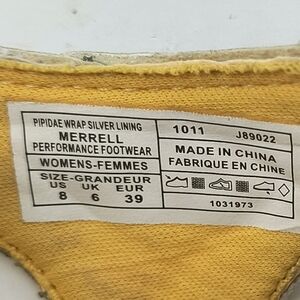 PIPIDAE WRAP SILVER LINING
MERRELL
PERFORMANCE FOOTWEAR
WOMENS-FEMMES
SIZE-GRANDEUR
US UK EUR
8 6 39
1011 J89022
MADE IN CHINA
FABRIQUE EN CHINE
1031973